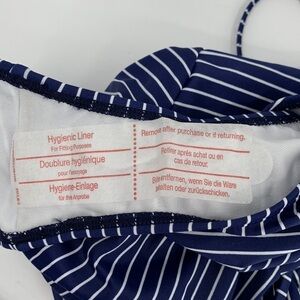 Hygienic Liner
For Fitting Purposes
Doublure hygiénique
pour l'essayage
Hygiene-Einlage
für die Anprobe
Remove after purchase or if returning.
Retirer après achat ou en
cas de retour.
Bitte entfernen, wenn Sie die Ware
behalten oder zurückschicken.